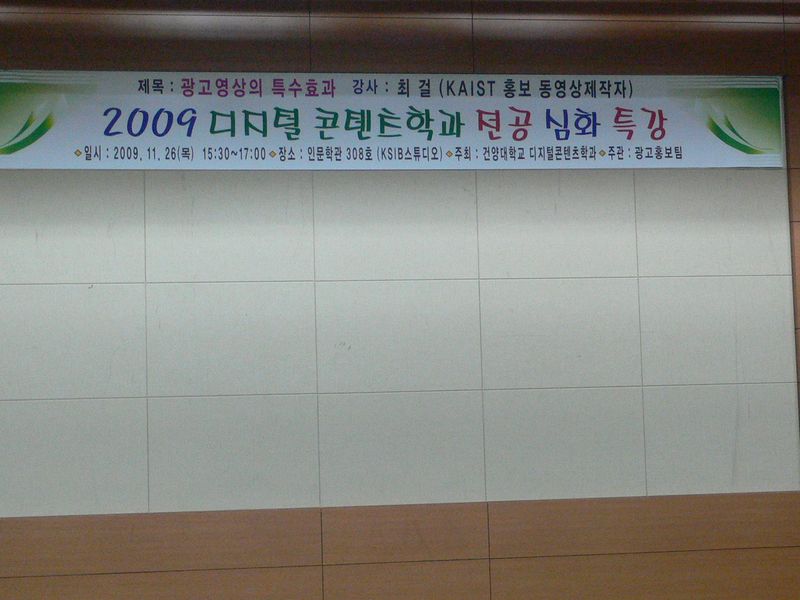 제목 : 광고영상의 특수효과 강사 : 최 걸 (KAIST 홍보 동영상제작자)
2009 디지털 콘텐츠학과 전공 심화 특강
일시 : 2009. 11. 26(목) 15:30~17:00 장소 : 인문학관 308호 (KSIB스튜디오) 주최 : 건양대학교 디지털콘텐츠학과 주관 : 광고홍보팀